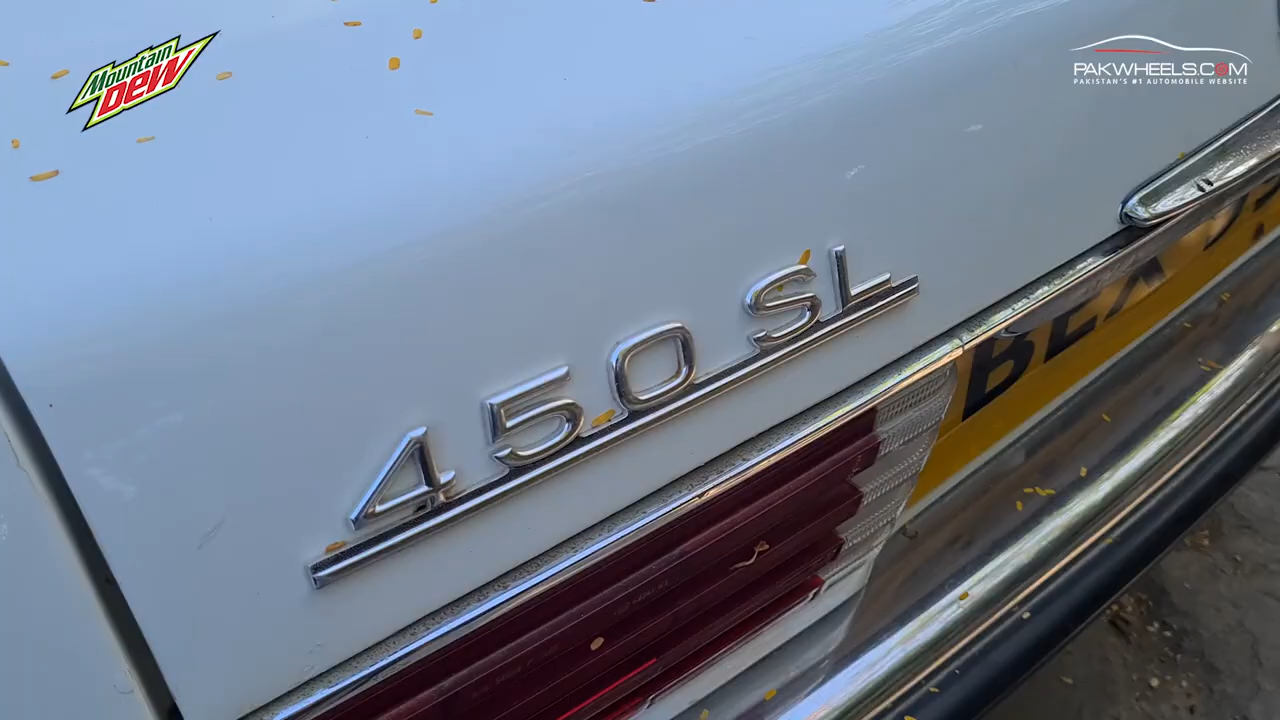 Mountain
DEW
PAKWHEELS.COM
PAKISTAN'S #1 AUTOMOBILE WEBSITE
450 SL